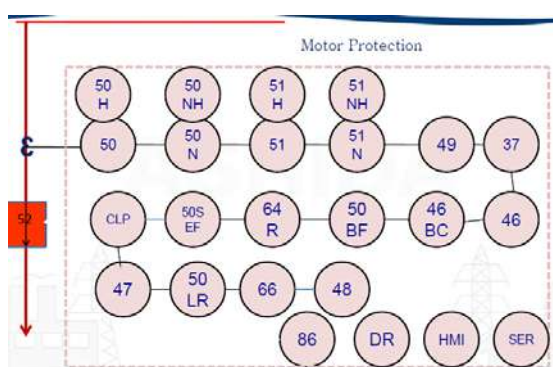 Motor Protection
50
H
50
NH
51
H
51
NH
50
50
N
51
51
N
49
37
CLP
50S
EF
64
R
50
BF
46
BC
46
52
47
50
LR
66
48
86
DR
HMI
SER